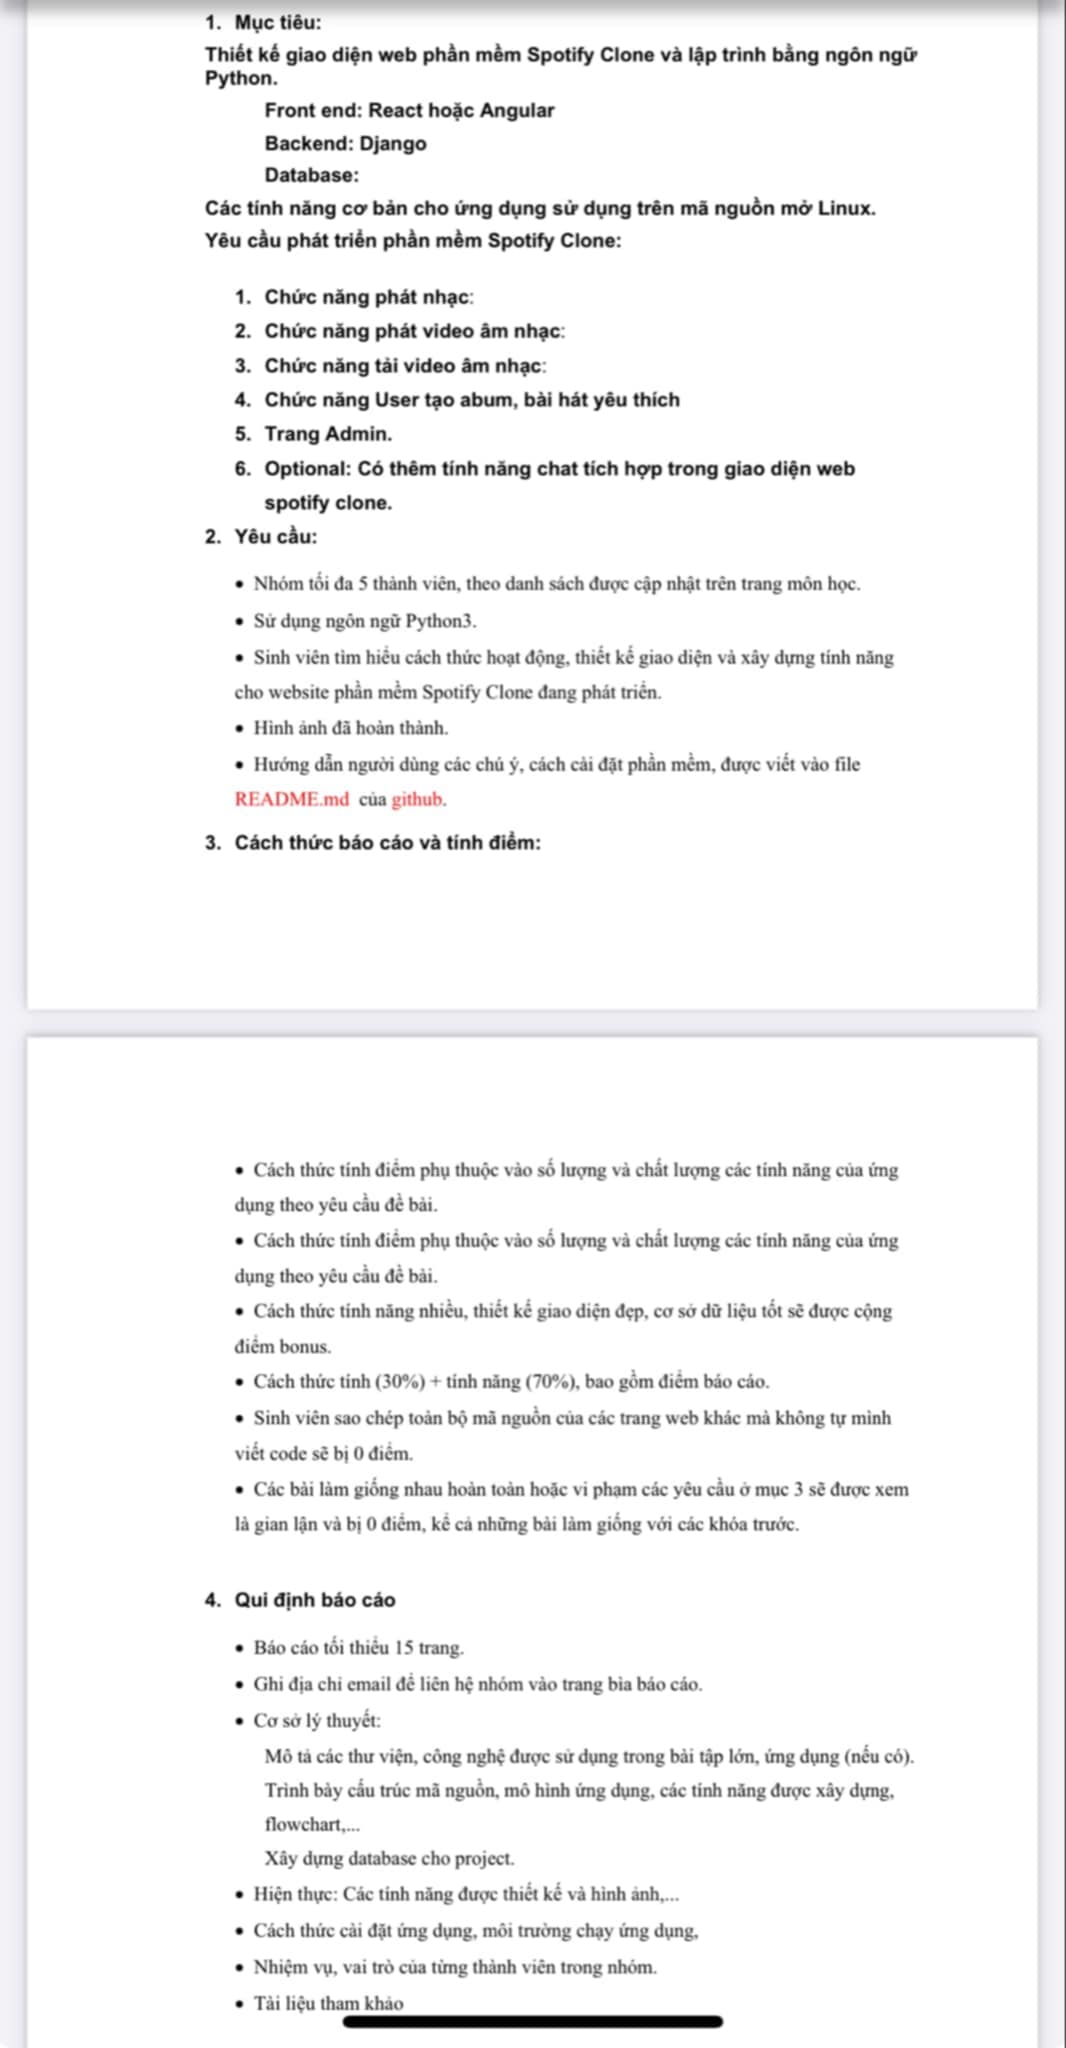 1. Mục tiêu:
Thiết kế giao diện web phần mềm Spotify Clone và lập trình bằng ngôn ngữ
Python.
Front end: React hoặc Angular
Backend: Django
Database:
Các tính năng cơ bản cho ứng dụng sử dụng trên mã nguồn mở Linux.
Yêu cầu phát triển phần mềm Spotify Clone:
1. Chức năng phát nhạc:
2. Chức năng phát video âm nhạc:
3. Chức năng tải video âm nhạc:
4. Chức năng User tạo abum, bài hát yêu thích
5. Trang Admin.
6. Optional: Có thêm tính năng chat tích hợp trong giao diện web
spotify clone.
2. Yêu cầu:
• Nhóm tối đa 5 thành viên, theo danh sách được cập nhật trên trang môn học.
• Sử dụng ngôn ngữ Python3.
• Sinh viên tìm hiểu cách thức hoạt động, thiết kế giao diện và xây dựng tính năng
cho website phần mềm Spotify Clone đang phát triển.
• Hình ảnh đã hoàn thành.
• Hướng dẫn người dùng các chú ý, cách cài đặt phần mềm, được viết vào file
README.md của github.
3. Cách thức báo cáo và tính điểm:
• Cách thức tính điểm phụ thuộc vào số lượng và chất lượng các tính năng của ứng
dụng theo yêu cầu đề bài.
• Cách thức tính điểm phụ thuộc vào số lượng và chất lượng các tính năng của ứng
dụng theo yêu cầu đề bài.
• Cách thức tính năng nhiều, thiết kế giao diện đẹp, cơ sở dữ liệu tốt sẽ được cộng
điểm bonus.
• Cách thức tính (30%) + tính năng (70%), bao gồm điểm báo cáo.
• Sinh viên sao chép toàn bộ mã nguồn của các trang web khác mà không tự mình
viết code sẽ bị 0 điểm.
• Các bài làm giống nhau hoàn toàn hoặc vi phạm các yêu cầu ở mục 3 sẽ được xem
là gian lận và bị 0 điểm, kể cả những bài làm giống với các khóa trước.
4. Qui định báo cáo
• Báo cáo tối thiểu 15 trang.
• Ghi địa chỉ email để liên hệ nhóm vào trang bìa báo cáo.
• Cơ sở lý thuyết:
Mô tả các thư viện, công nghệ được sử dụng trong bài tập lớn, ứng dụng (nếu có).
Trình bày cấu trúc mã nguồn, mô hình ứng dụng, các tính năng được xây dựng,
flowchart,...
Xây dựng database cho project.
• Hiện thực: Các tính năng được thiết kế và hình ảnh,...
• Cách thức cài đặt ứng dụng, môi trường chạy ứng dụng,
• Nhiệm vụ, vai trò của từng thành viên trong nhóm.
• Tài liệu tham khảo